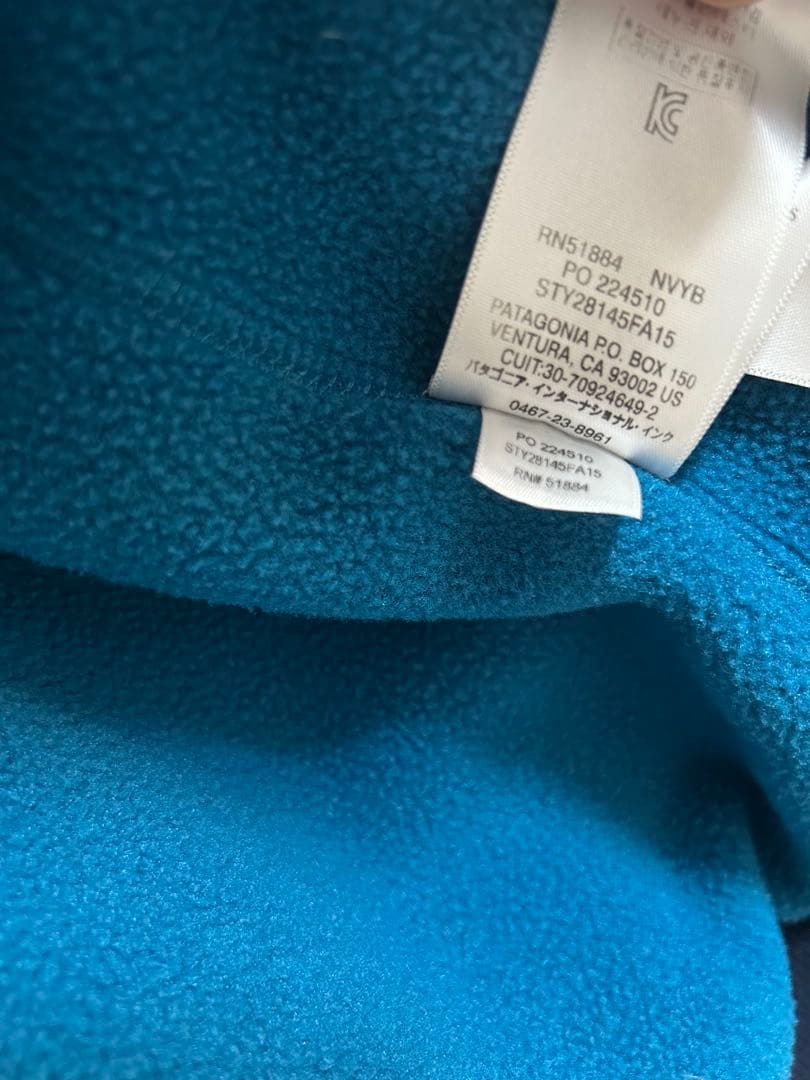 RN51884 NVYB
PO 224510
STY28145FA15
PATAGONIA P.O. BOX 150
VENTURA, CA 93002 US
CUIT:30-70924649-2
パタゴニア・インターナショナル・インク
0467-23-8961
PO 224510
STY28145FA15
RN# 51884
S